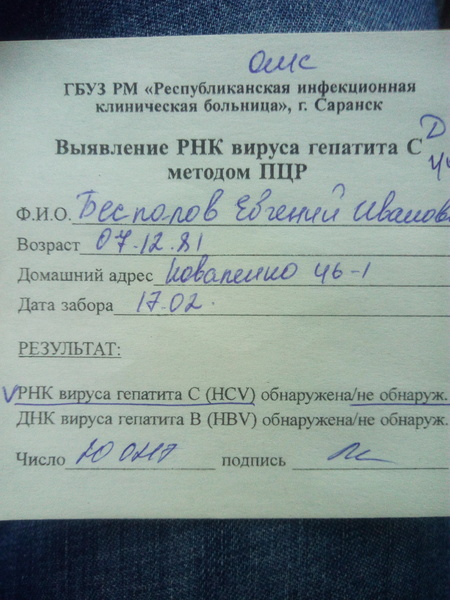 ОМС
ГБУЗ РМ «Республиканская инфекционная
клиническая больница», г. Саранск
Выявление РНК вируса гепатита С
методом ПЦР
Ф.И.О. Беспалов Евгений Иванов
Возраст 07.12.81
Домашний адрес Коваленко 46-1
Дата забора 17.02.
РЕЗУЛЬТАТ:
РНК вируса гепатита С (HCV) обнаружена/не обнаруж.
ДНК вируса гепатита В (HBV) обнаружена/не обнаруж.
Число подпись